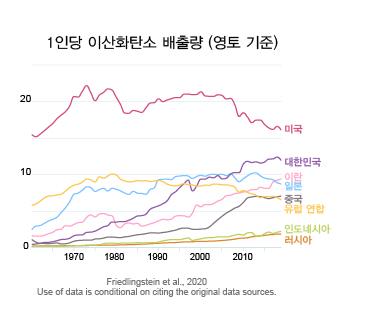 1인당 이산화탄소 배출량 (영토 기준)
20
미국
대한민국
10
이란
일본
중국
유럽 연합
인도네시아
러시아
0
1970 1980 1990 2000 2010
Friedlingstein et al., 2020
Use of data is conditional on citing the original data sources.